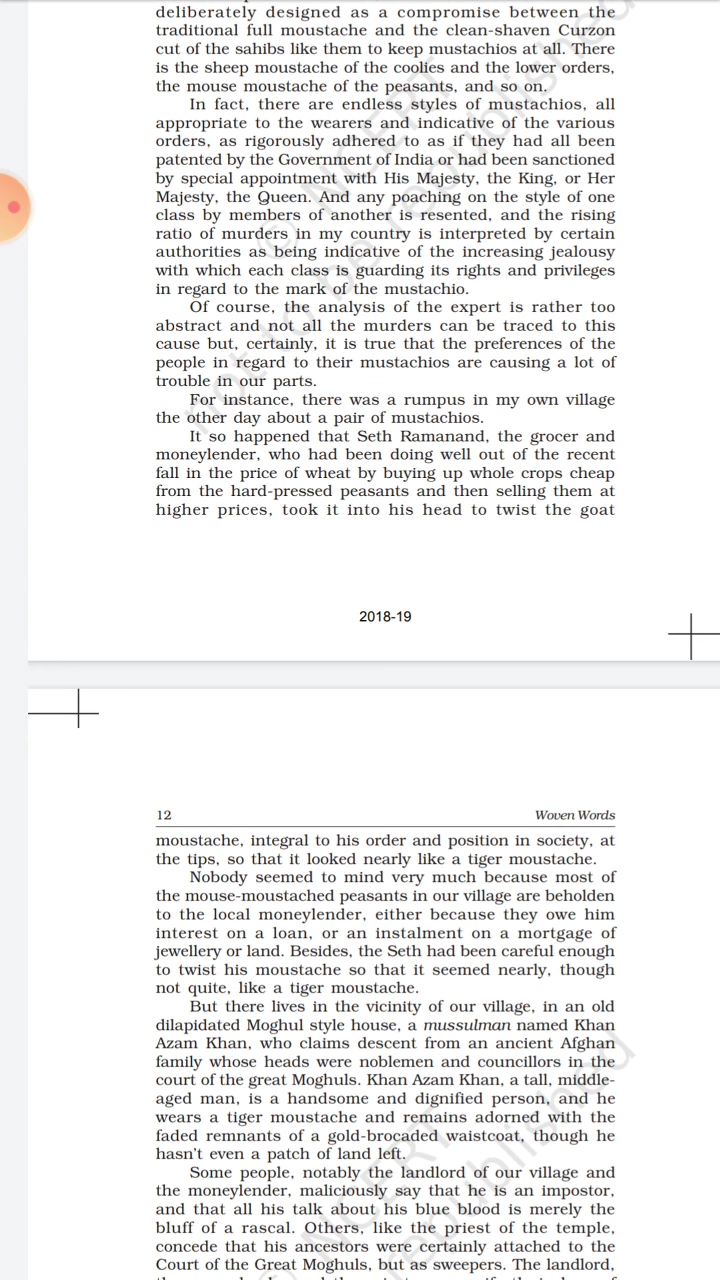 deliberately designed as a compromise between the
traditional full moustache and the clean-shaven Curzon
cut of the sahibs like them to keep mustachios at all. There
is the sheep moustache of the coolies and the lower orders,
the mouse moustache of the peasants, and so on.
In fact, there are endless styles of mustachios, all
appropriate to the wearers and indicative of the various
orders, as rigorously adhered to as if they had all been
patented by the Government of India or had been sanctioned
by special appointment with His Majesty, the King, or Her
Majesty, the Queen. And any poaching on the style of one
class by members of another is resented, and the rising
ratio of murders in my country is interpreted by certain
authorities as being indicative of the increasing jealousy
with which each class is guarding its rights and privileges
in regard to the mark of the mustachio.
Of course, the analysis of the expert is rather too
abstract and not all the murders can be traced to this
cause but, certainly, it is true that the preferences of the
people in regard to their mustachios are causing a lot of
trouble in our parts.
For instance, there was a rumpus in my own village
the other day about a pair of mustachios.
It so happened that Seth Ramanand, the grocer and
moneylender, who had been doing well out of the recent
fall in the price of wheat by buying up whole crops cheap
from the hard-pressed peasants and then selling them at
higher prices, took it into his head to twist the goat
© NCERT
not to be republished
2018-19
12 Woven Words
moustache, integral to his order and position in society, at
the tips, so that it looked nearly like a tiger moustache.
Nobody seemed to mind very much because most of
the mouse-moustached peasants in our village are beholden
to the local moneylender, either because they owe him
interest on a loan, or an instalment on a mortgage of
jewellery or land. Besides, the Seth had been careful enough
to twist his moustache so that it seemed nearly, though
not quite, like a tiger moustache.
But there lives in the vicinity of our village, in an old
dilapidated Moghul style house, a mussulman named Khan
Azam Khan, who claims descent from an ancient Afghan
family whose heads were noblemen and councillors in the
court of the great Moghuls. Khan Azam Khan, a tall, middle-
aged man, is a handsome and dignified person, and he
wears a tiger moustache and remains adorned with the
faded remnants of a gold-brocaded waistcoat, though he
hasn't even a patch of land left.
Some people, notably the landlord of our village and
the moneylender, maliciously say that he is an impostor,
and that all his talk about his blue blood is merely the
bluff of a rascal. Others, like the priest of the temple,
concede that his ancestors were certainly attached to the
Court of the Great Moghuls, but as sweepers. The landlord,
NCERT
republished